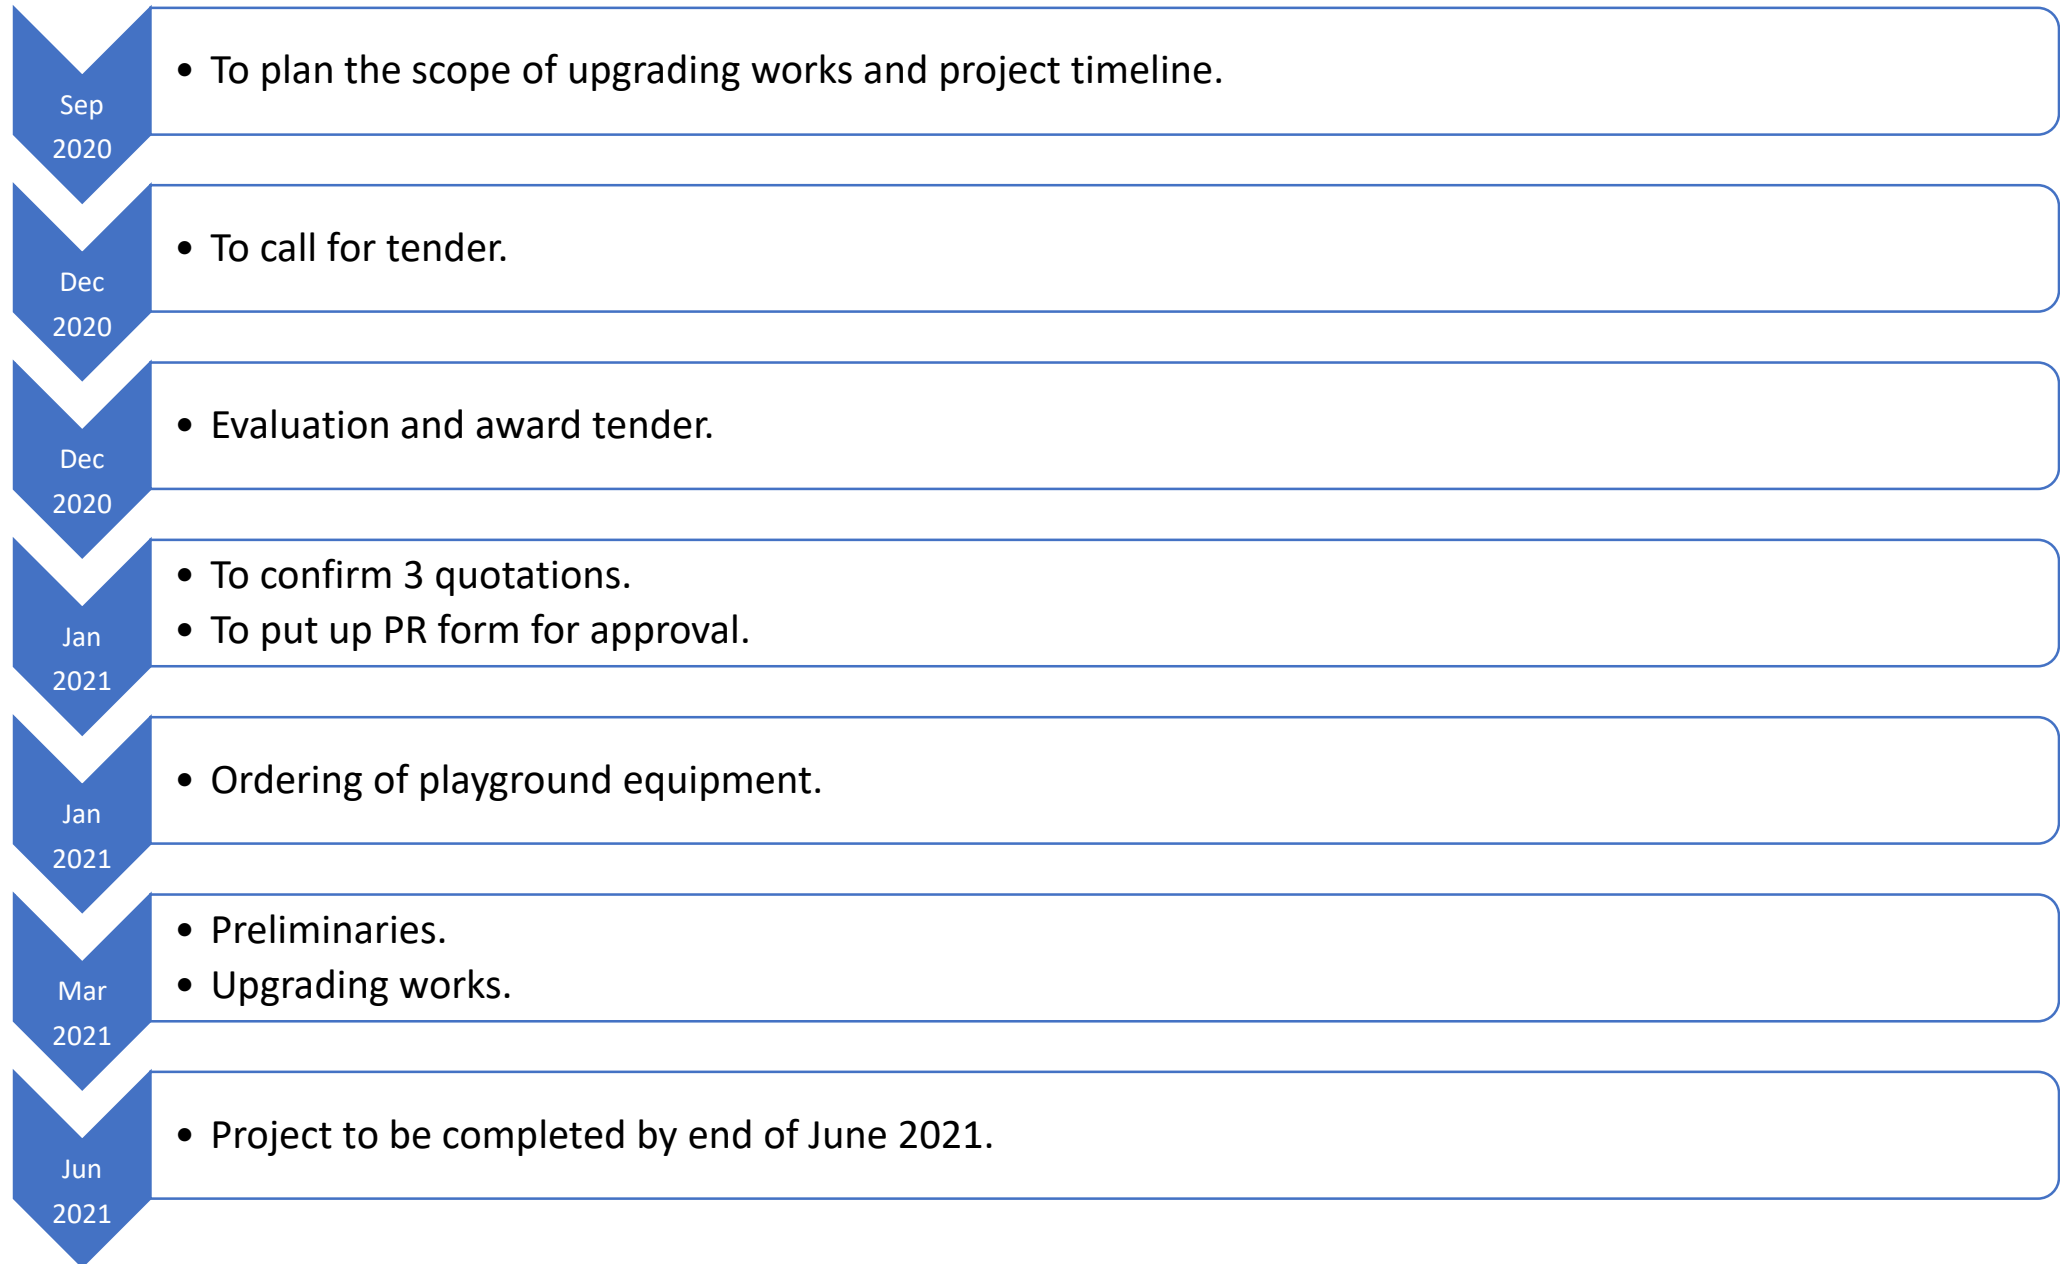 Sep
2020
• To plan the scope of upgrading works and project timeline.
Dec
2020
• To call for tender.
Dec
2020
• Evaluation and award tender.
Jan
2021
• To confirm 3 quotations.
• To put up PR form for approval.
Jan
2021
• Ordering of playground equipment.
Mar
2021
• Preliminaries.
• Upgrading works.
Jun
2021
• Project to be completed by end of June 2021.